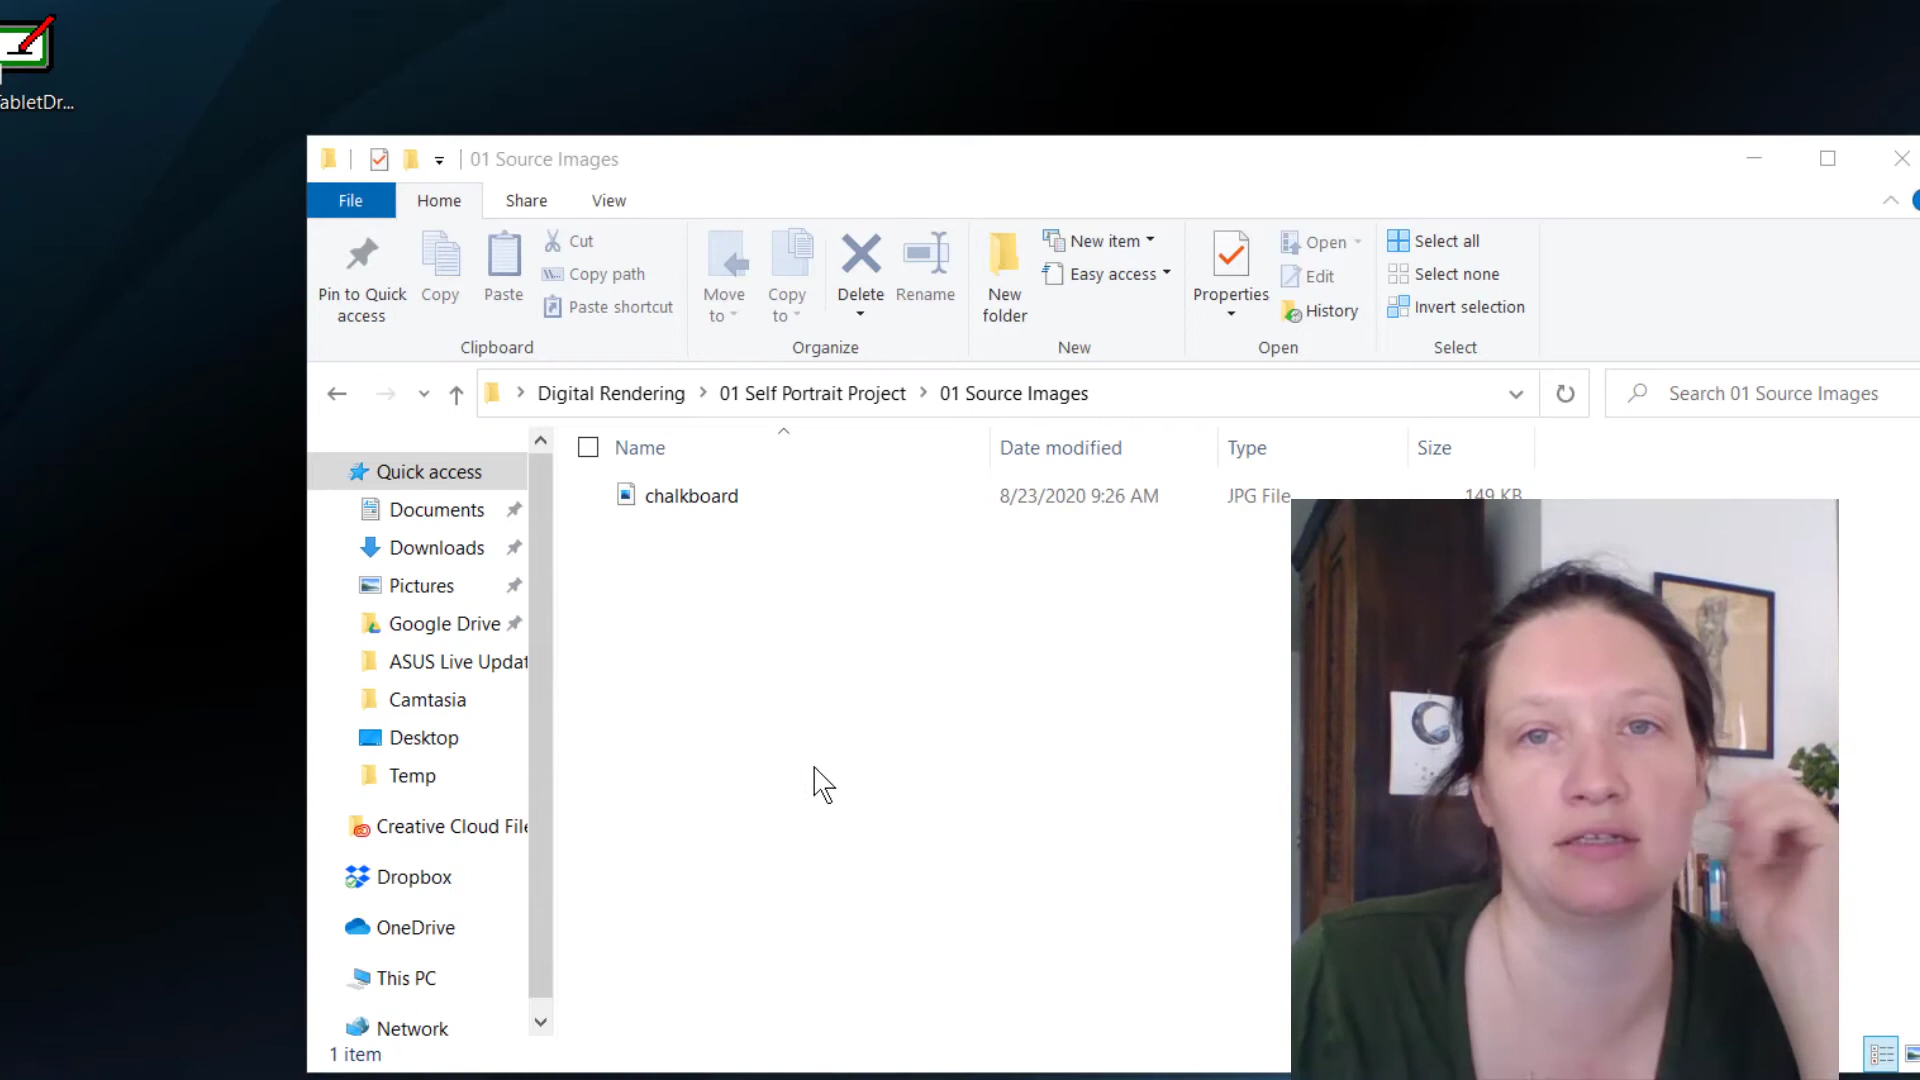 abletDr...
01 Source Images
File Home Share View
Pin to Quick access
Copy
Paste
Cut
Copy path
Paste shortcut
Clipboard
Move to
Copy to
Delete
Rename
Organize
New folder
New item
Easy access
New
Properties
Open
Edit
History
Open
Select all
Select none
Invert selection
Select
Digital Rendering 01 Self Portrait Project 01 Source Images
Search 01 Source Images
Name Date modified Type Size
chalkboard 8/23/2020 9:26 AM JPG File 149 KB
Quick access
Documents
Downloads
Pictures
Google Drive
ASUS Live Updat
Camtasia
Desktop
Temp
Creative Cloud File
Dropbox
OneDrive
This PC
Network
1 item